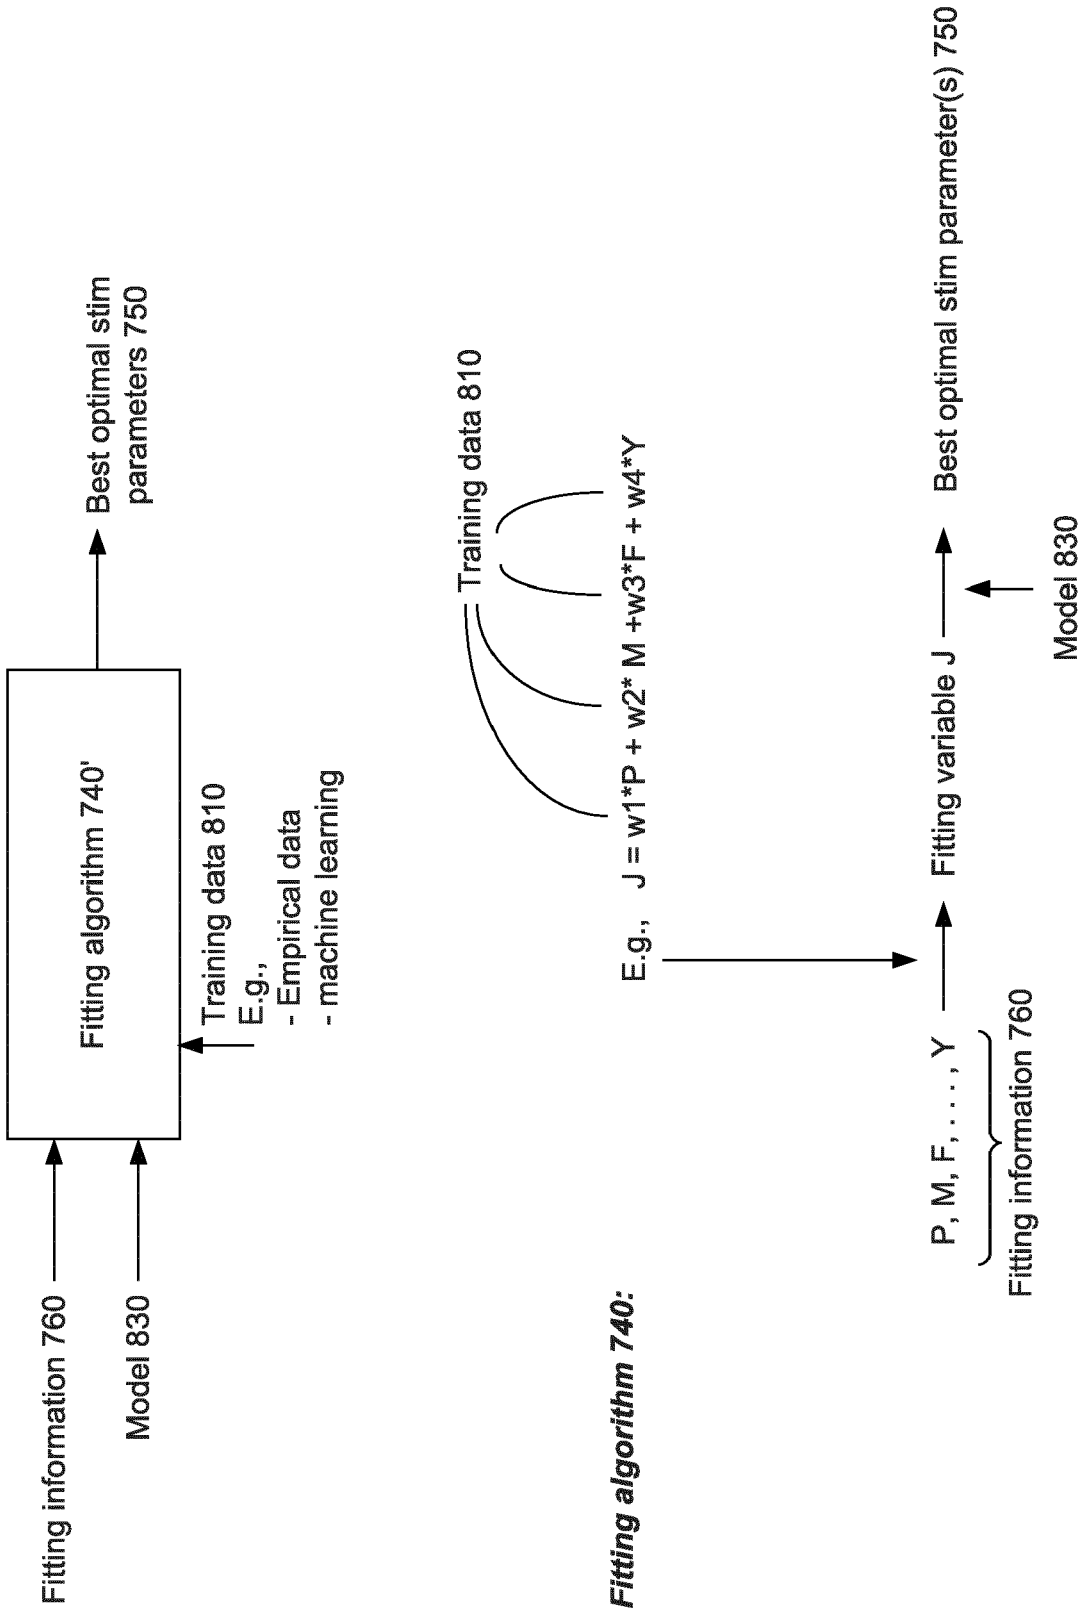 Fitting information 760
Model 830
Fitting algorithm 740'
Best optimal stim
parameters 750
Training data 810
E.g.,
- Empirical data
- machine learning
Fitting algorithm 740:
Training data 810
E.g., J = w1*P + w2* M +w3*F + w4*Y
P, M, F, . . . . , Y
Fitting variable J
Best optimal stim parameter(s) 750
Fitting information 760
Model 830